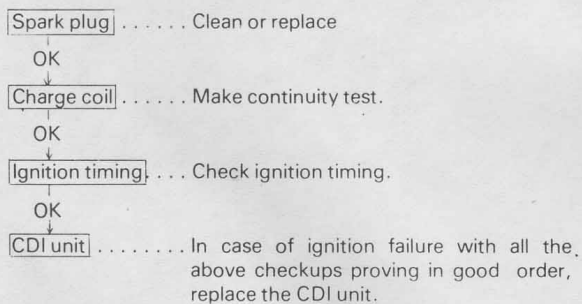 Spark plug ...... Clean or replace
OK
Charge coil ...... Make continuity test.
OK
Ignition timing .... Check ignition timing.
OK
CDI unit ........ In case of ignition failure with all the
above checkups proving in good order,
replace the CDI unit.